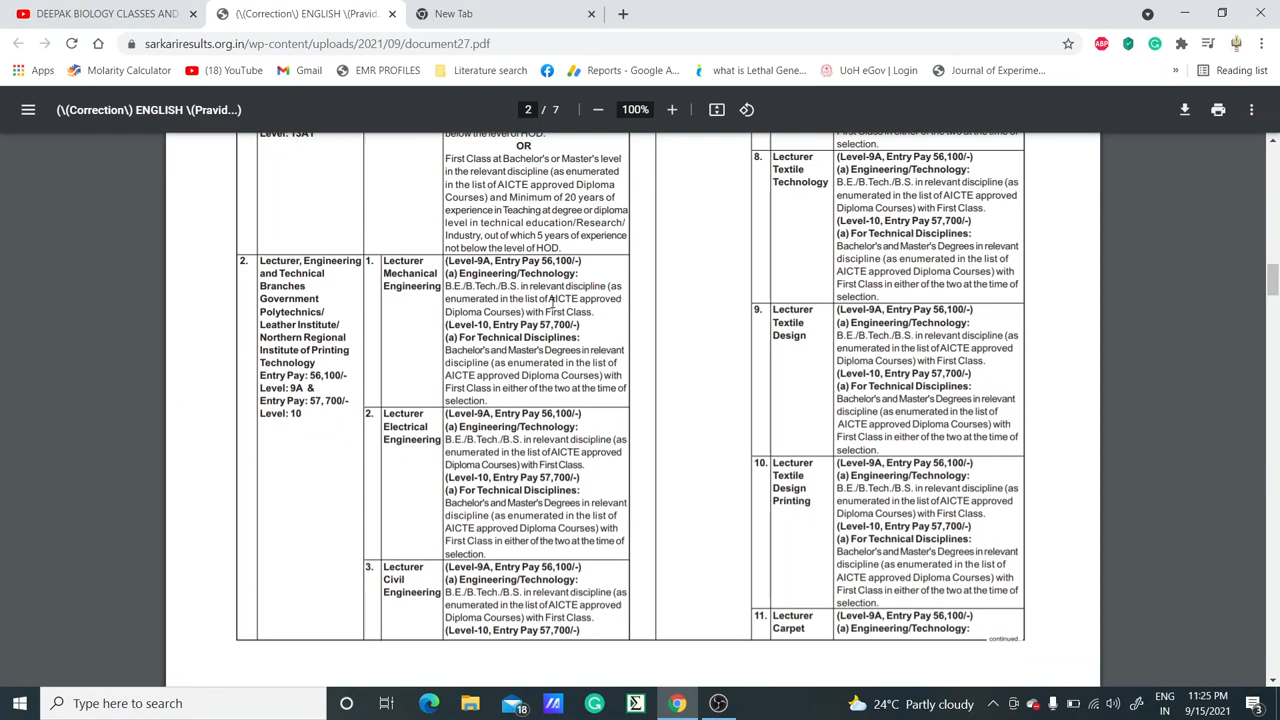 DEEPAK BIOLOGY CLASSES AND
(\(Correction) ENGLISH \(Pravid..
New Tab
sarkariresults.org.in/wp-content/uploads/2021/09/document27.pdf
Apps
Molarity Calculator
(18) YouTube
Gmail
EMR PROFILES
Literature search
Reports - Google A...
what is Lethal Gene...
UoH eGov | Login
Journal of Experime...
»
Reading list
(\(Correction) ENGLISH \(Pravid...)
2 / 7
100%
Level: 13A1
below the level of HOD.
OR
First Class at Bachelor's or Master's level
in the relevant discipline (as enumerated
in the list of AICTE approved Diploma
Courses) and Minimum of 20 years of
experience in Teaching at degree or diploma
level in technical education/Research/
Industry, out of which 5 years of experience
not below the level of HOD.
2.
Lecturer, Engineering
and Technical
Branches
Government
Polytechnics/
Leather Institute/
Northern Regional
Institute of Printing
Technology
Entry Pay: 56,100/-
Level: 9A &
Entry Pay: 57, 700/-
Level: 10
1.
Lecturer
Mechanical
Engineering
(Level-9A, Entry Pay 56,100/-)
(a) Engineering/Technology:
B.E./B.Tech./B.S. in relevant discipline (as
enumerated in the list of AICTE approved
Diploma Courses) with First Class.
(Level-10, Entry Pay 57,700/-)
(a) For Technical Disciplines:
Bachelor's and Master's Degrees in relevant
discipline (as enumerated in the list of
AICTE approved Diploma Courses) with
First Class in either of the two at the time of
selection.
2.
Lecturer
Electrical
Engineering
(Level-9A, Entry Pay 56,100/-)
(a) Engineering/Technology:
B.E./B.Tech./B.S. in relevant discipline (as
enumerated in the list of AICTE approved
Diploma Courses) with First Class.
(Level-10, Entry Pay 57,700/-)
(a) For Technical Disciplines:
Bachelor's and Master's Degrees in relevant
discipline (as enumerated in the list of
AICTE approved Diploma Courses) with
First Class in either of the two at the time of
selection.
3.
Lecturer
Civil
Engineering
(Level-9A, Entry Pay 56,100/-)
(a) Engineering/Technology:
B.E./B.Tech./B.S. in relevant discipline (as
enumerated in the list of AICTE approved
Diploma Courses) with First Class.
(Level-10, Entry Pay 57,700/-)
First Class in either of the two at the time of
selection.
8.
Lecturer
Textile
Technology
(Level-9A, Entry Pay 56,100/-)
(a) Engineering/Technology:
B.E./B.Tech./B.S. in relevant discipline (as
enumerated in the list of AICTE approved
Diploma Courses) with First Class.
(Level-10, Entry Pay 57,700/-)
(a) For Technical Disciplines:
Bachelor's and Master's Degrees in relevant
discipline (as enumerated in the list of
AICTE approved Diploma Courses) with
First Class in either of the two at the time of
selection.
9.
Lecturer
Textile
Design
(Level-9A, Entry Pay 56,100/-)
(a) Engineering/Technology:
B.E./B.Tech./B.S. in relevant discipline (as
enumerated in the list of AICTE approved
Diploma Courses) with First Class.
(Level-10, Entry Pay 57,700/-)
(a) For Technical Disciplines:
Bachelor's and Master's Degrees in relevant
discipline (as enumerated in the list of
AICTE approved Diploma Courses) with
First Class in either of the two at the time of
selection.
10.
Lecturer
Textile
Design
Printing
(Level-9A, Entry Pay 56,100/-)
(a) Engineering/Technology:
B.E./B.Tech./B.S. in relevant discipline (as
enumerated in the list of AICTE approved
Diploma Courses) with First Class.
(Level-10, Entry Pay 57,700/-)
(a) For Technical Disciplines:
Bachelor's and Master's Degrees in relevant
discipline (as enumerated in the list of
AICTE approved Diploma Courses) with
First Class in either of the two at the time of
selection.
11.
Lecturer
Carpet
(Level-9A, Entry Pay 56,100/-)
(a) Engineering/Technology:
continued..
Type here to search
18
24°C Partly cloudy
ENG
IN
11:25 PM
9/15/2021
3